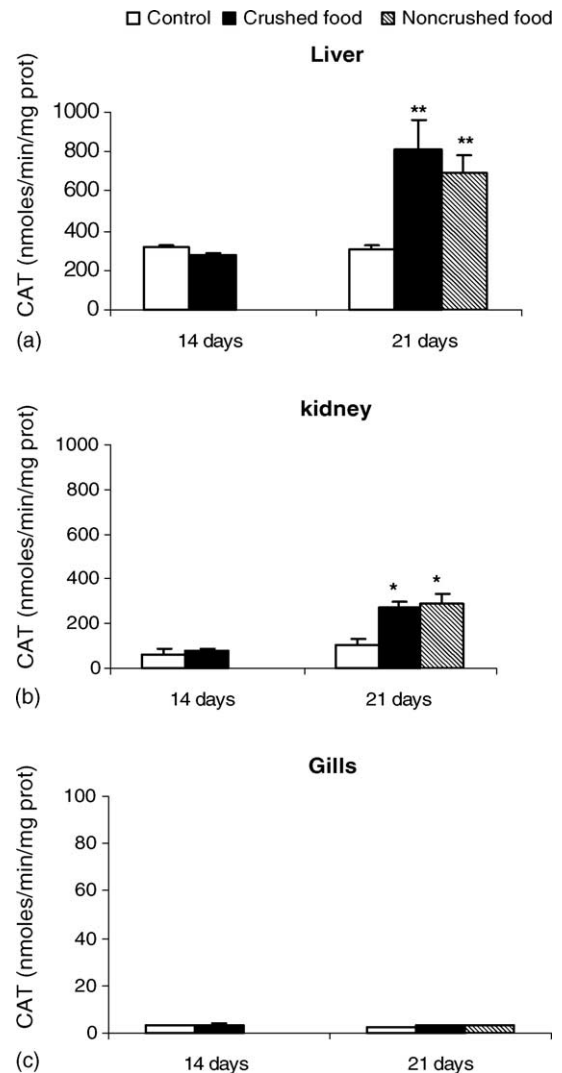 Control Crushed food Noncrushed food
Liver
CAT (nmoles/min/mg prot)
1000
800
600
400
200
0
** **
(a)
14 days 21 days
kidney
CAT (nmoles/min/mg prot)
1000
800
600
400
200
0
* *
(b)
14 days 21 days
Gills
CAT (nmoles/min/mg prot)
100
80
60
40
20
0
(c)
14 days 21 days